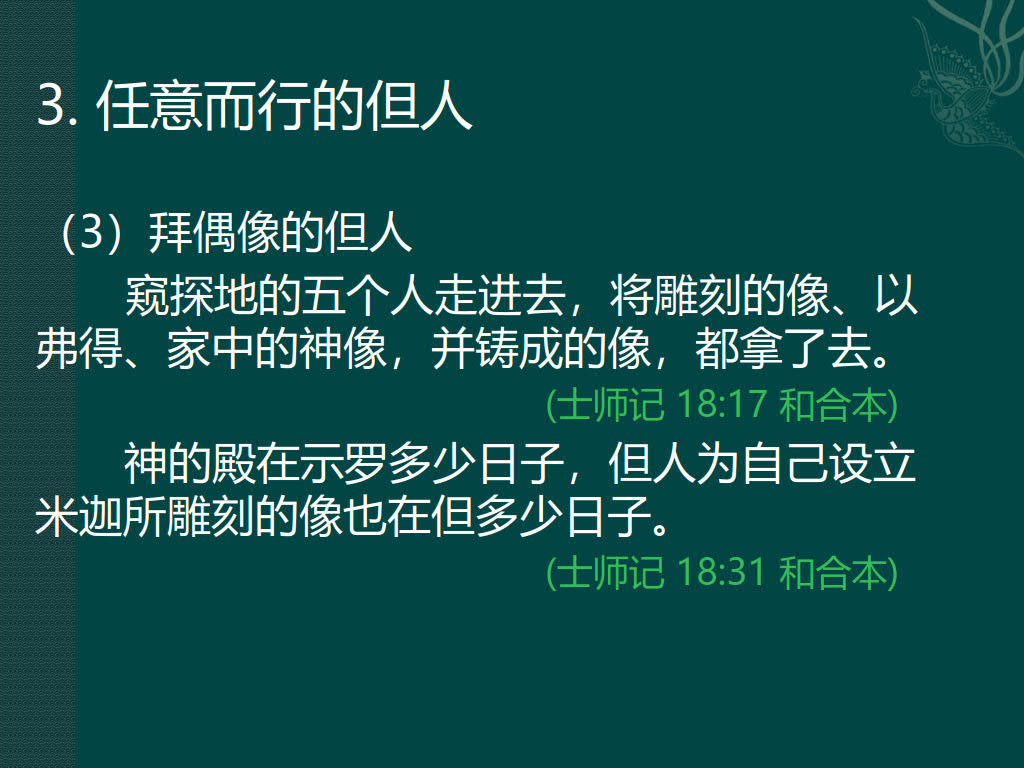 3. 任意而行的但人
（3）拜偶像的但人
窥探地的五个人走进去，将雕刻的像、以
弗得、家中的神像，并铸成的像，都拿了去。
(士师记 18:17 和合本)
神的殿在示罗多少日子，但人为自己设立
米迦所雕刻的像也在但多少日子。
(士师记 18:31 和合本)